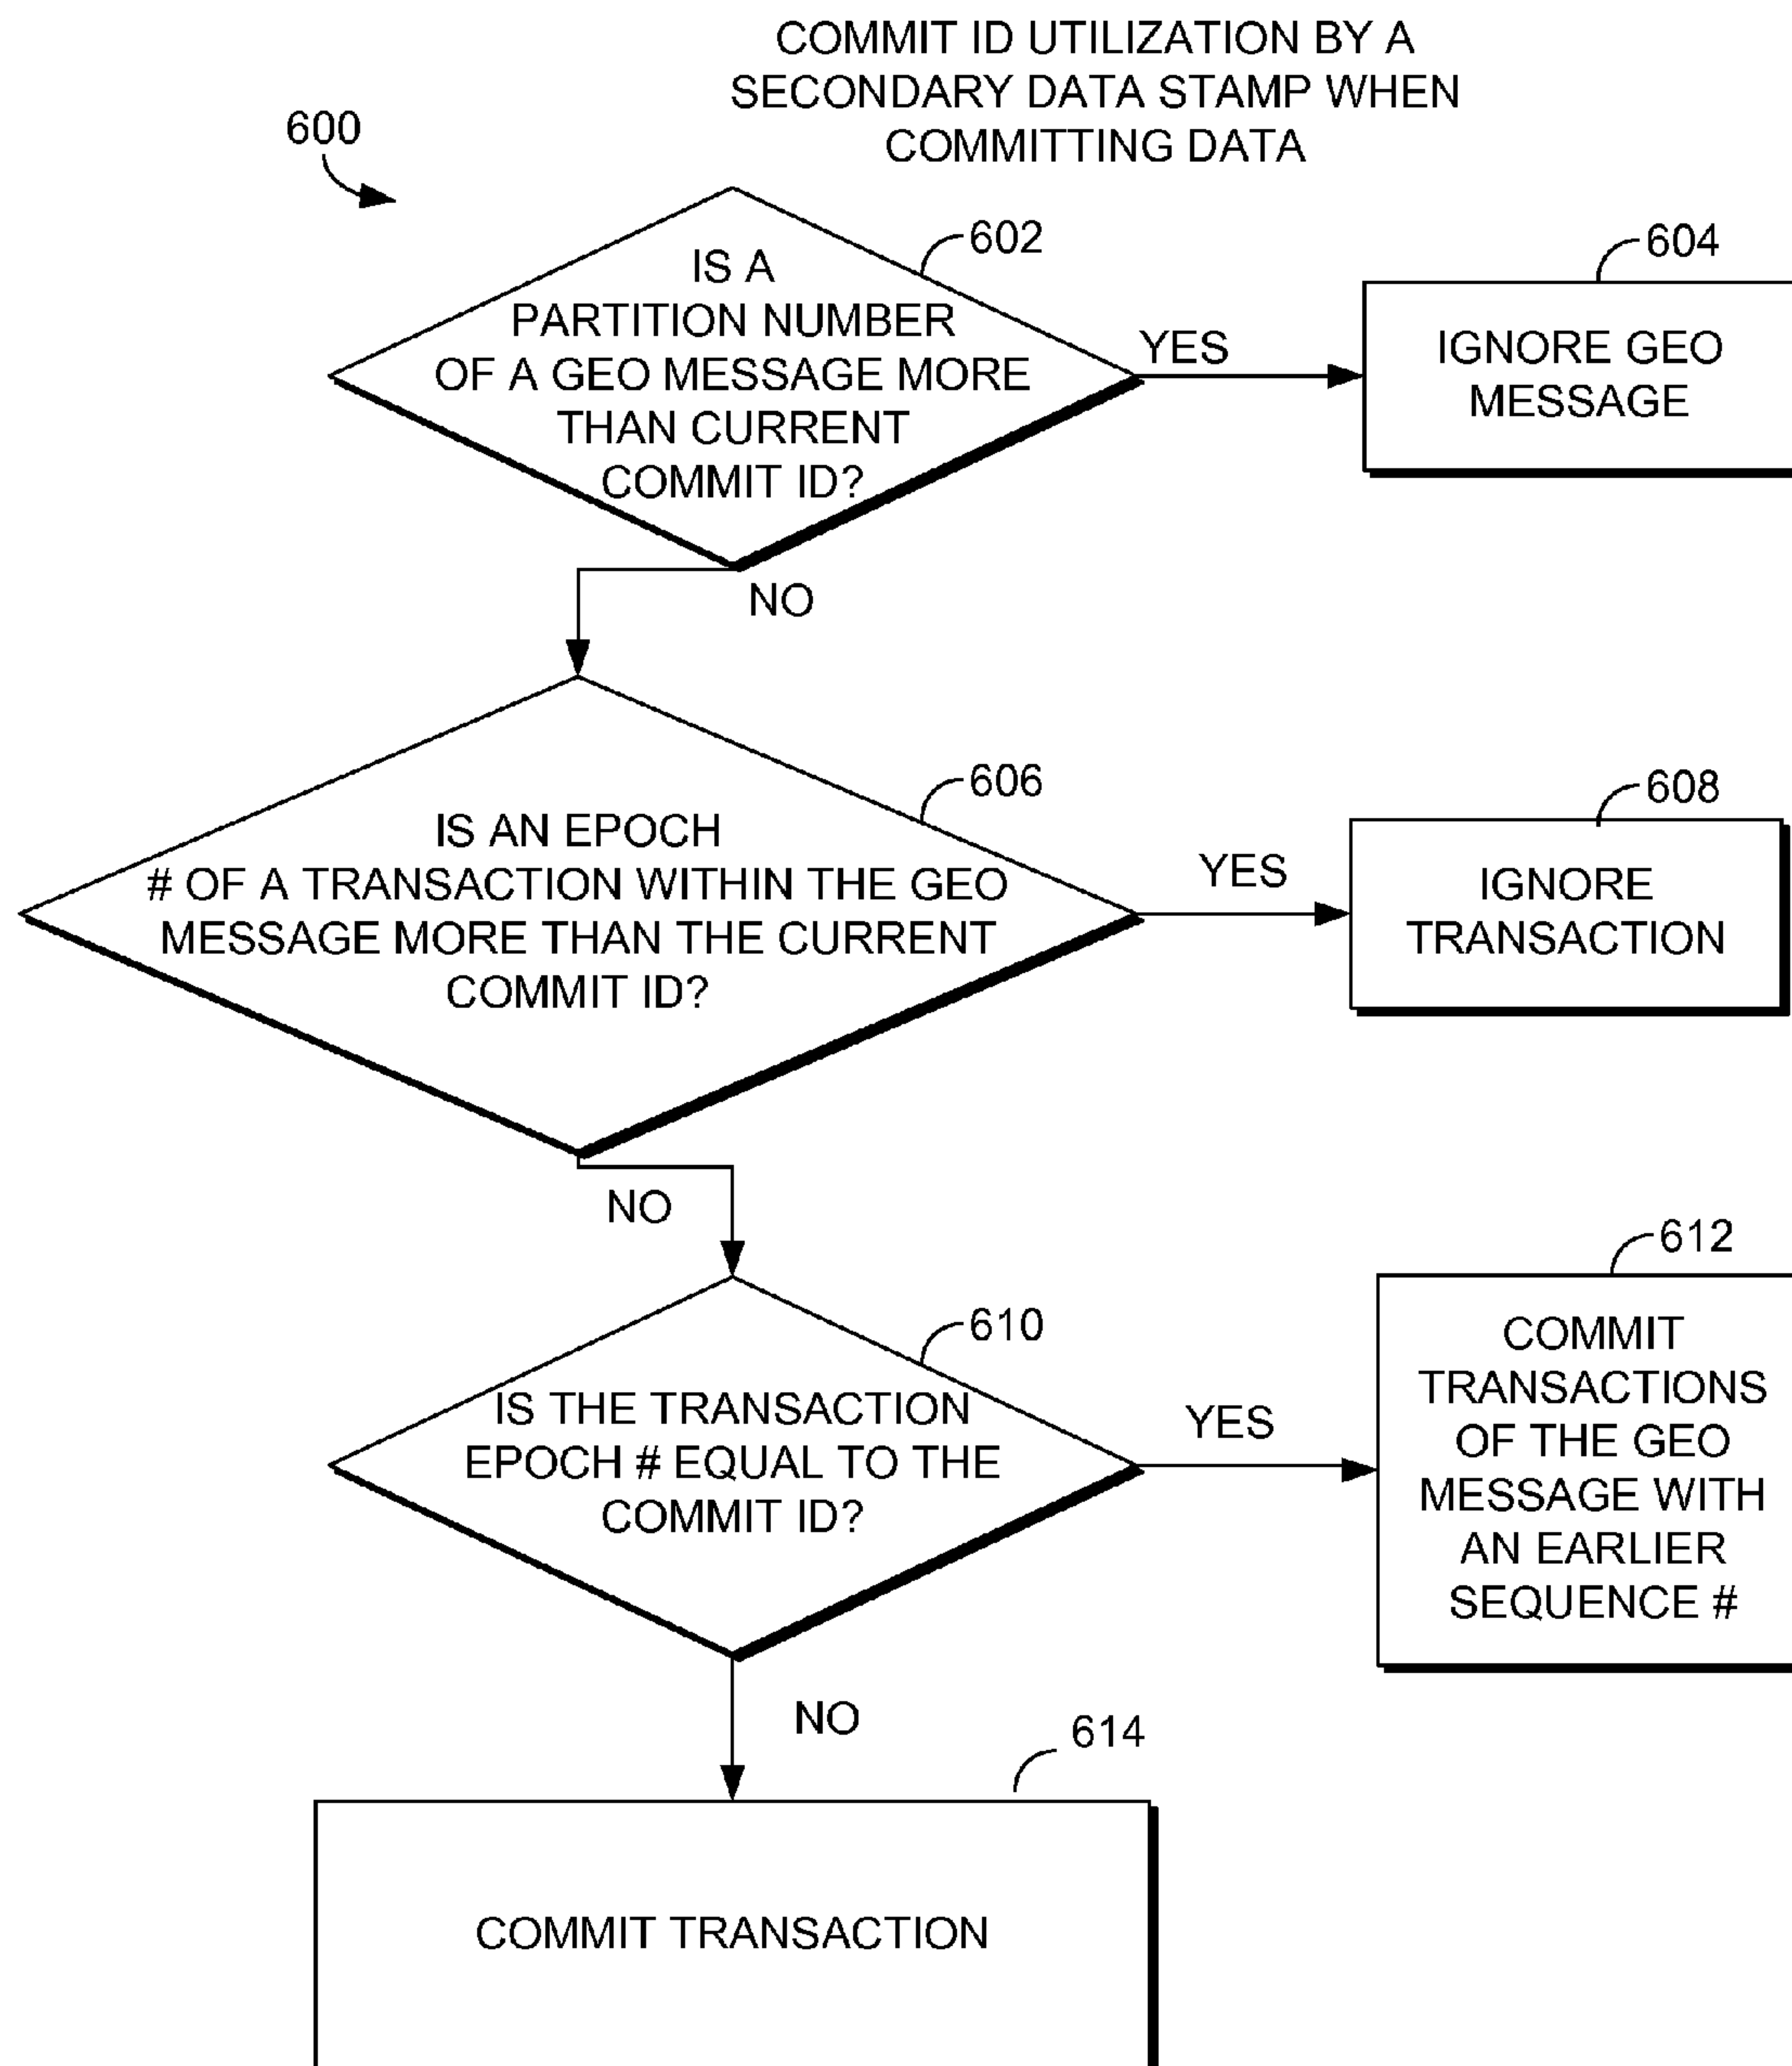 COMMIT ID UTILIZATION BY A
SECONDARY DATA STAMP WHEN
COMMITTING DATA
600
602
IS A
PARTITION NUMBER
OF A GEO MESSAGE MORE
THAN CURRENT
COMMIT ID?
YES
604
IGNORE GEO
MESSAGE
NO
606
IS AN EPOCH
# OF A TRANSACTION WITHIN THE GEO
MESSAGE MORE THAN THE CURRENT
COMMIT ID?
YES
608
IGNORE
TRANSACTION
NO
610
IS THE TRANSACTION
EPOCH # EQUAL TO THE
COMMIT ID?
YES
612
COMMIT
TRANSACTIONS
OF THE GEO
MESSAGE WITH
AN EARLIER
SEQUENCE #
NO
614
COMMIT TRANSACTION